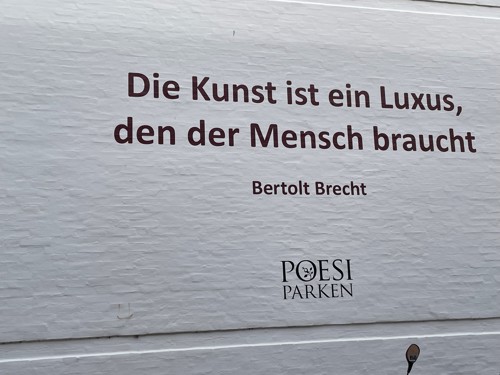 Die Kunst ist ein Luxus,
den der Mensch braucht
Bertolt Brecht
POESI
PARKEN